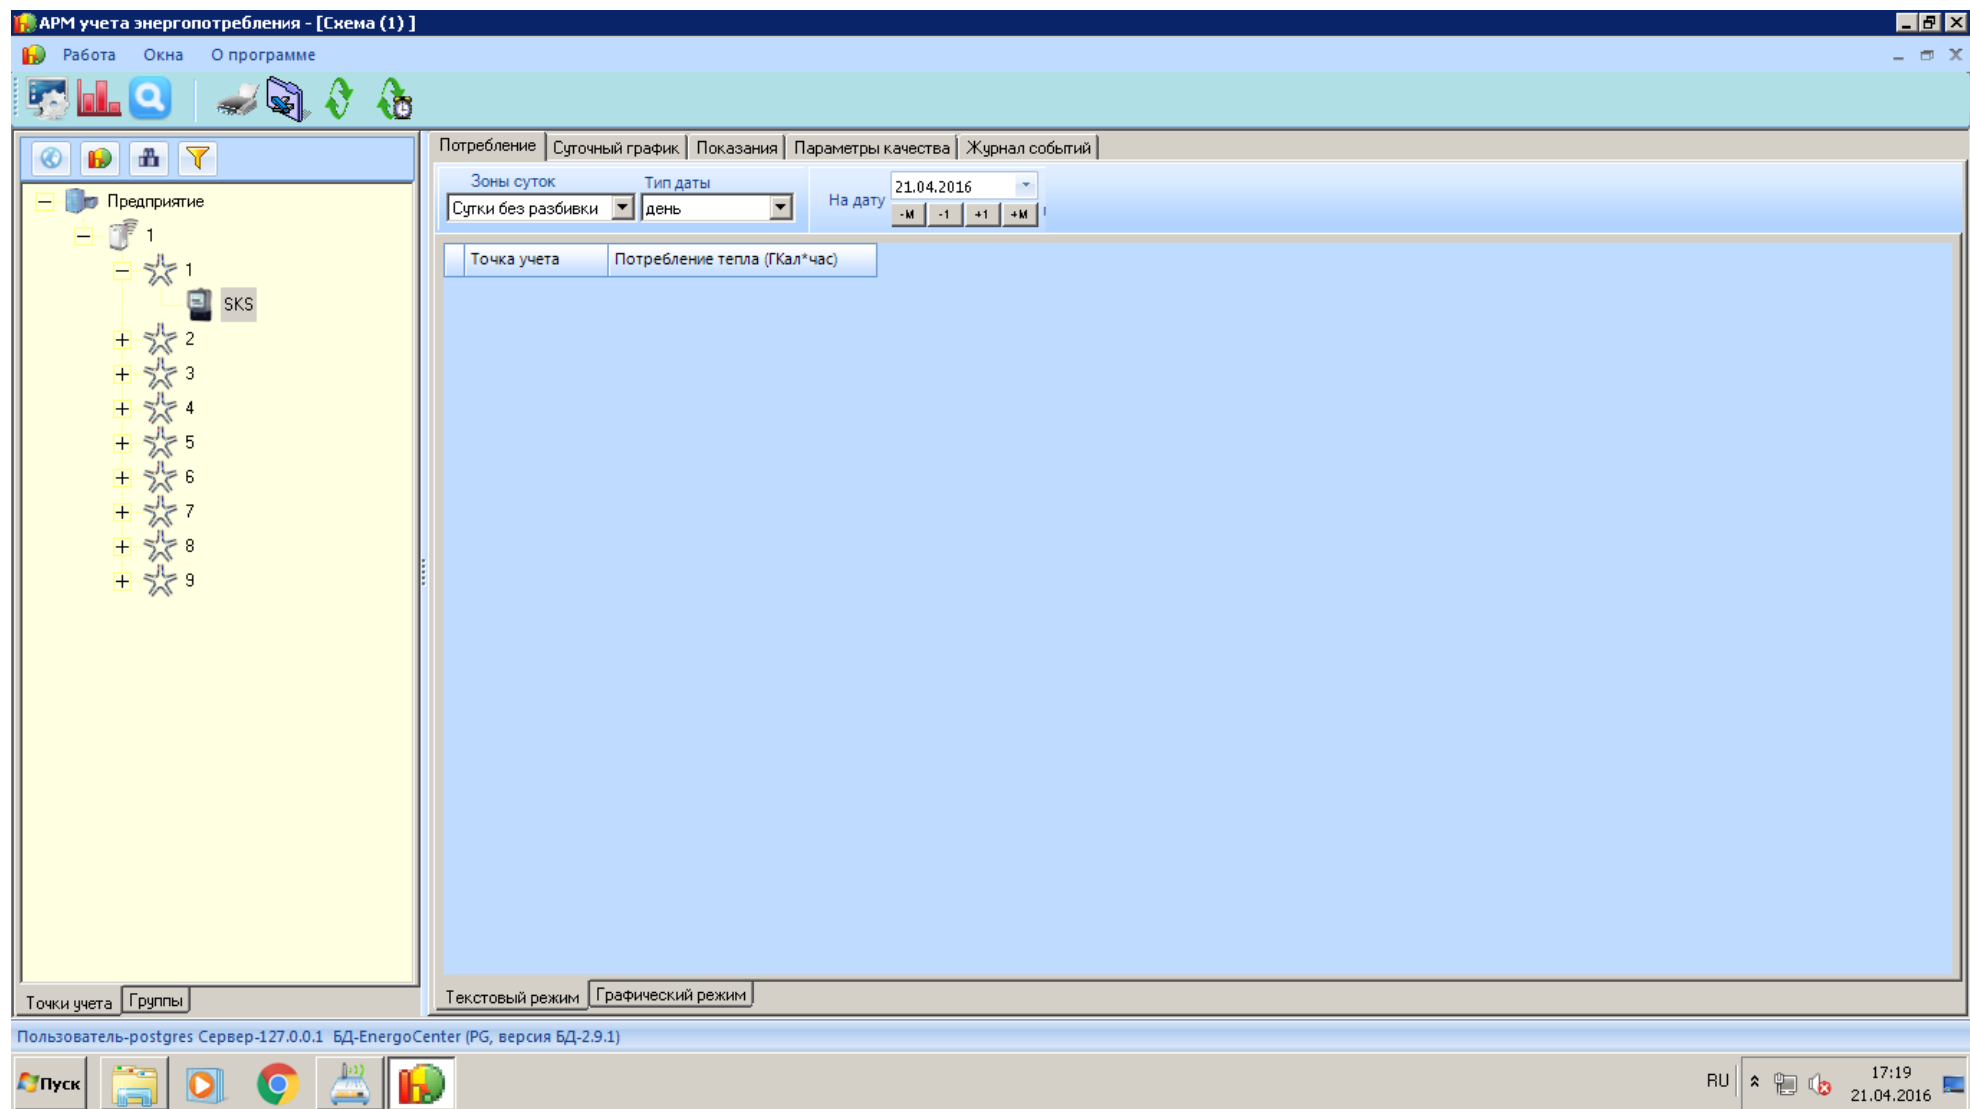 АРМ учета энергопотребления - [Схема (1) ]
Работа Окна О программе
Потребление Суточный график Показания Параметры качества Журнал событий
Зоны суток Тип даты
Сутки без разбивки день На дату 21.04.2016
-М -1 +1 +М
Точка учета Потребление тепла (ГКал*час)
Предприятие
1
1
SKS
2
3
4
5
6
7
8
9
Точки учета Группы
Текстовый режим Графический режим
Пользователь-postgres Сервер-127.0.0.1 БД-EnergoCenter (PG, версия БД-2.9.1)
Пуск
RU
17:19
21.04.2016